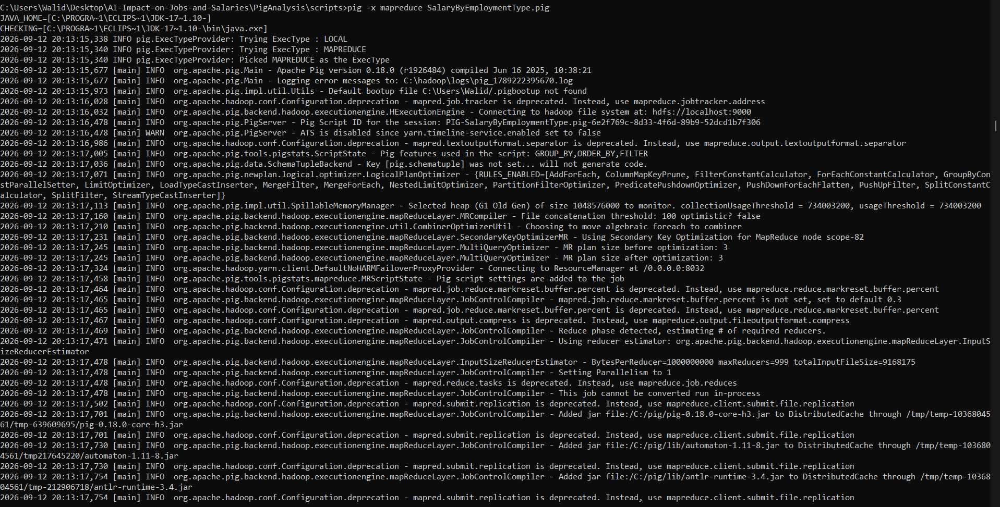 C:\Users\Walid\Desktop\AI-Impact-on-Jobs-and-Salaries\PigAnalysis\scripts>pig -x mapreduce SalaryByEmploymentType.pig
JAVA_HOME=[C:\PROGRA~1\ECLIPS~1\JDK-17~1.10-]
CHECKING=[C:\PROGRA~1\ECLIPS~1\JDK-17~1.10-\bin\java.exe]
2026-09-12 20:13:15,338 INFO pig.ExecTypeProvider: Trying ExecType : LOCAL
2026-09-12 20:13:15,340 INFO pig.ExecTypeProvider: Trying ExecType : MAPREDUCE
2026-09-12 20:13:15,340 INFO pig.ExecTypeProvider: Picked MAPREDUCE as the ExecType
2026-09-12 20:13:15,677 [main] INFO  org.apache.pig.Main - Apache Pig version 0.18.0 (r1926484) compiled Jun 16 2025, 10:38:21
2026-09-12 20:13:15,677 [main] INFO  org.apache.pig.Main - Logging error messages to: C:\hadoop\logs\pig_1789222395670.log
2026-09-12 20:13:15,973 [main] INFO  org.apache.pig.impl.util.Utils - Default bootup file C:\Users\Walid/.pigbootup not found
2026-09-12 20:13:16,028 [main] INFO  org.apache.hadoop.conf.Configuration.deprecation - mapred.job.tracker is deprecated. Instead, use mapreduce.jobtracker.address
2026-09-12 20:13:16,032 [main] INFO  org.apache.pig.backend.hadoop.executionengine.HExecutionEngine - Connecting to hadoop file system at: hdfs://localhost:9000
2026-09-12 20:13:16,478 [main] INFO  org.apache.pig.PigServer - Pig Script ID for the session: PIG-SalaryByEmploymentType.pig-6e2f769c-8d33-4f6d-89b9-52dcd1b7f306
2026-09-12 20:13:16,478 [main] WARN  org.apache.pig.PigServer - ATS is disabled since yarn.timeline-service.enabled set to false
2026-09-12 20:13:16,986 [main] INFO  org.apache.hadoop.conf.Configuration.deprecation - mapred.textoutputformat.separator is deprecated. Instead, use mapreduce.output.textoutputformat.separator
2026-09-12 20:13:17,005 [main] INFO  org.apache.pig.tools.pigstats.ScriptState - Pig features used in the script: GROUP_BY,ORDER_BY,FILTER
2026-09-12 20:13:17,036 [main] INFO  org.apache.pig.data.SchemaTupleBackend - Key [pig.schematuple] was not set... will not generate code.
2026-09-12 20:13:17,071 [main] INFO  org.apache.pig.newplan.logical.optimizer.LogicalPlanOptimizer - {RULES_ENABLED=[AddForEach, ColumnMapKeyPrune, FilterConstantCalculator, ForEachConstantCalculator, GroupByCon
stParallelSetter, LimitOptimizer, LoadTypeCastInserter, MergeFilter, MergeForEach, NestedLimitOptimizer, PartitionFilterOptimizer, PredicatePushdownOptimizer, PushDownForEachFlatten, PushUpFilter, SplitConstantC
alculator, SplitFilter, StreamTypeCastInserter]}
2026-09-12 20:13:17,113 [main] INFO  org.apache.pig.impl.util.SpillableMemoryManager - Selected heap (G1 Old Gen) of size 1048576000 to monitor. collectionUsageThreshold = 734003200, usageThreshold = 734003200
2026-09-12 20:13:17,160 [main] INFO  org.apache.pig.backend.hadoop.executionengine.mapReduceLayer.MRCompiler - File concatenation threshold: 100 optimistic? false
2026-09-12 20:13:17,210 [main] INFO  org.apache.pig.backend.hadoop.executionengine.util.CombinerOptimizerUtil - Choosing to move algebraic foreach to combiner
2026-09-12 20:13:17,231 [main] INFO  org.apache.pig.backend.hadoop.executionengine.mapReduceLayer.SecondaryKeyOptimizerMR - Using Secondary Key Optimization for MapReduce node scope-82
2026-09-12 20:13:17,245 [main] INFO  org.apache.pig.backend.hadoop.executionengine.mapReduceLayer.MultiQueryOptimizer - MR plan size before optimization: 3
2026-09-12 20:13:17,245 [main] INFO  org.apache.pig.backend.hadoop.executionengine.mapReduceLayer.MultiQueryOptimizer - MR plan size after optimization: 3
2026-09-12 20:13:17,324 [main] INFO  org.apache.hadoop.yarn.client.DefaultNoHARMFailoverProxyProvider - Connecting to ResourceManager at /0.0.0.0:8032
2026-09-12 20:13:17,458 [main] INFO  org.apache.pig.tools.pigstats.mapreduce.MRScriptState - Pig script settings are added to the job
2026-09-12 20:13:17,464 [main] INFO  org.apache.hadoop.conf.Configuration.deprecation - mapred.job.reduce.markreset.buffer.percent is deprecated. Instead, use mapreduce.reduce.markreset.buffer.percent
2026-09-12 20:13:17,465 [main] INFO  org.apache.pig.backend.hadoop.executionengine.mapReduceLayer.JobControlCompiler - mapred.job.reduce.markreset.buffer.percent is not set, set to default 0.3
2026-09-12 20:13:17,465 [main] INFO  org.apache.hadoop.conf.Configuration.deprecation - mapred.job.reduce.markreset.buffer.percent is deprecated. Instead, use mapreduce.reduce.markreset.buffer.percent
2026-09-12 20:13:17,467 [main] INFO  org.apache.hadoop.conf.Configuration.deprecation - mapred.output.compress is deprecated. Instead, use mapreduce.output.fileoutputformat.compress
2026-09-12 20:13:17,469 [main] INFO  org.apache.pig.backend.hadoop.executionengine.mapReduceLayer.JobControlCompiler - Reduce phase detected, estimating # of required reducers.
2026-09-12 20:13:17,471 [main] INFO  org.apache.pig.backend.hadoop.executionengine.mapReduceLayer.JobControlCompiler - Using reducer estimator: org.apache.pig.backend.hadoop.executionengine.mapReduceLayer.InputS
izeReducerEstimator
2026-09-12 20:13:17,478 [main] INFO  org.apache.pig.backend.hadoop.executionengine.mapReduceLayer.InputSizeReducerEstimator - BytesPerReducer=1000000000 maxReducers=999 totalInputFileSize=9168175
2026-09-12 20:13:17,478 [main] INFO  org.apache.pig.backend.hadoop.executionengine.mapReduceLayer.JobControlCompiler - Setting Parallelism to 1
2026-09-12 20:13:17,478 [main] INFO  org.apache.hadoop.conf.Configuration.deprecation - mapred.reduce.tasks is deprecated. Instead, use mapreduce.job.reduces
2026-09-12 20:13:17,478 [main] INFO  org.apache.pig.backend.hadoop.executionengine.mapReduceLayer.JobControlCompiler - This job cannot be converted run in-process
2026-09-12 20:13:17,502 [main] INFO  org.apache.hadoop.conf.Configuration.deprecation - mapred.submit.replication is deprecated. Instead, use mapreduce.client.submit.file.replication
2026-09-12 20:13:17,701 [main] INFO  org.apache.pig.backend.hadoop.executionengine.mapReduceLayer.JobControlCompiler - Added jar file:/C:/pig/pig-0.18.0-core-h3.jar to DistributedCache through /tmp/temp-10368045
61/tmp-639609695/pig-0.18.0-core-h3.jar
2026-09-12 20:13:17,701 [main] INFO  org.apache.hadoop.conf.Configuration.deprecation - mapred.submit.replication is deprecated. Instead, use mapreduce.client.submit.file.replication
2026-09-12 20:13:17,730 [main] INFO  org.apache.pig.backend.hadoop.executionengine.mapReduceLayer.JobControlCompiler - Added jar file:/C:/pig/lib/automaton-1.11-8.jar to DistributedCache through /tmp/temp-103680
4561/tmp217645220/automaton-1.11-8.jar
2026-09-12 20:13:17,730 [main] INFO  org.apache.hadoop.conf.Configuration.deprecation - mapred.submit.replication is deprecated. Instead, use mapreduce.client.submit.file.replication
2026-09-12 20:13:17,754 [main] INFO  org.apache.pig.backend.hadoop.executionengine.mapReduceLayer.JobControlCompiler - Added jar file:/C:/pig/lib/antlr-runtime-3.4.jar to DistributedCache through /tmp/temp-10368
04561/tmp-212906718/antlr-runtime-3.4.jar
2026-09-12 20:13:17,754 [main] INFO  org.apache.hadoop.conf.Configuration.deprecation - mapred.submit.replication is deprecated. Instead, use mapreduce.client.submit.file.replication